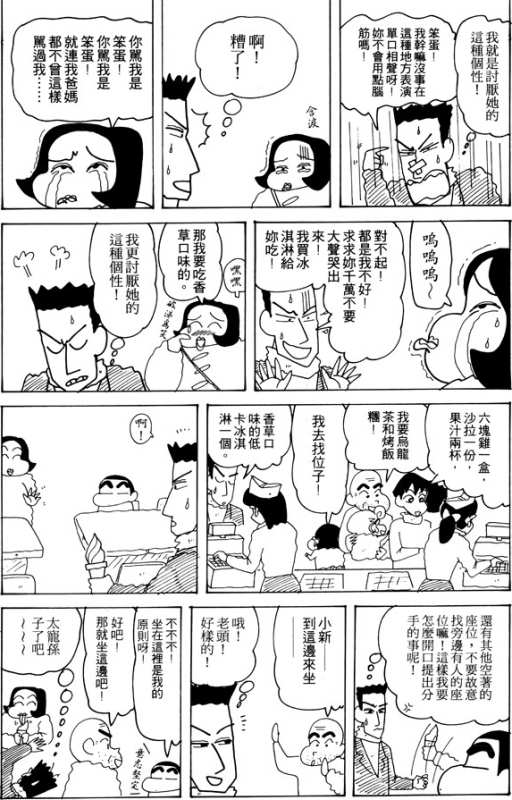 我就是討厭她的
這種個性！
笨蛋！
我幹嘛沒事在
這種地方表演
單口相聲呀！
妳不會用點腦
筋嗎！
含淚
啊！
糟了！
你罵我是
笨蛋！
你罵我是
笨蛋！
就連我爸媽
都不曾這樣
罵過我……
嗚嗚嗚～
對不起！
都是我不好！
求求妳千萬不要
大聲哭出
來！
我買冰
淇淋給
妳吃！
嘿嘿！
那我要吃香
草口味的。
破涕為笑
我更討厭她的
這種個性！
六塊雞一盒，
沙拉一份，
果汁兩杯
我要烏龍
茶和烤飯
糰！
我去找位子！
香草口
味的低
卡冰淇
淋一個。
啊！
還有其他空著的
座位，不要故意
找旁邊有人的座
位嘛！這樣我要
怎麼開口提出分
手的事呢！
小新——
到這邊來坐
哦！
老頭！
好樣的！
不不不！
坐在這裡是我的
原則呀！
意志堅定
好吧！
那就坐這邊吧！
太寵孫
子了吧
～～～